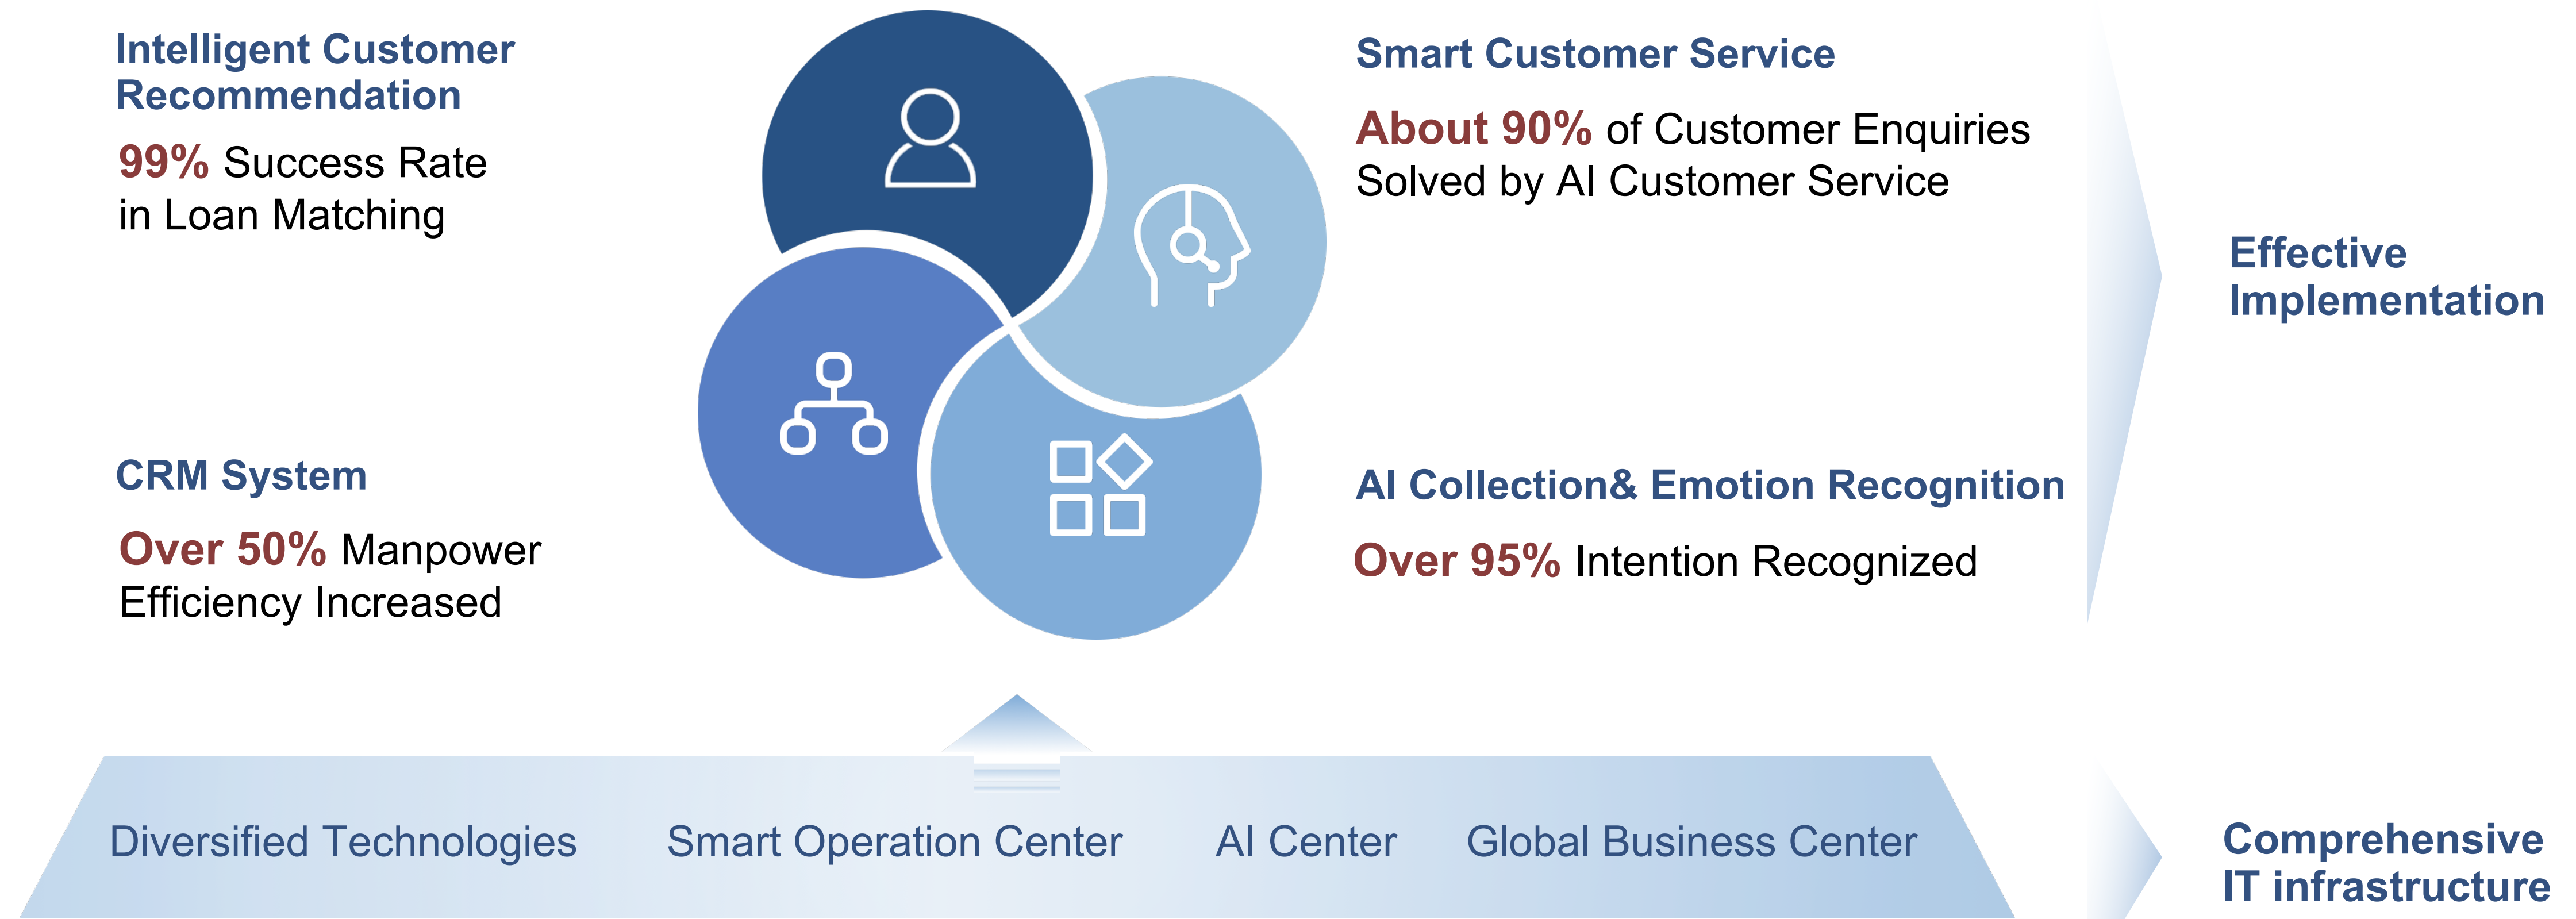 Intelligent Customer
Recommendation
99% Success Rate
in Loan Matching
Smart Customer Service
About 90% of Customer Enquiries
Solved by AI Customer Service
Effective
Implementation
CRM System
Over 50% Manpower
Efficiency Increased
AI Collection& Emotion Recognition
Over 95% Intention Recognized
Diversified Technologies
Smart Operation Center
AI Center
Global Business Center
Comprehensive
IT infrastructure